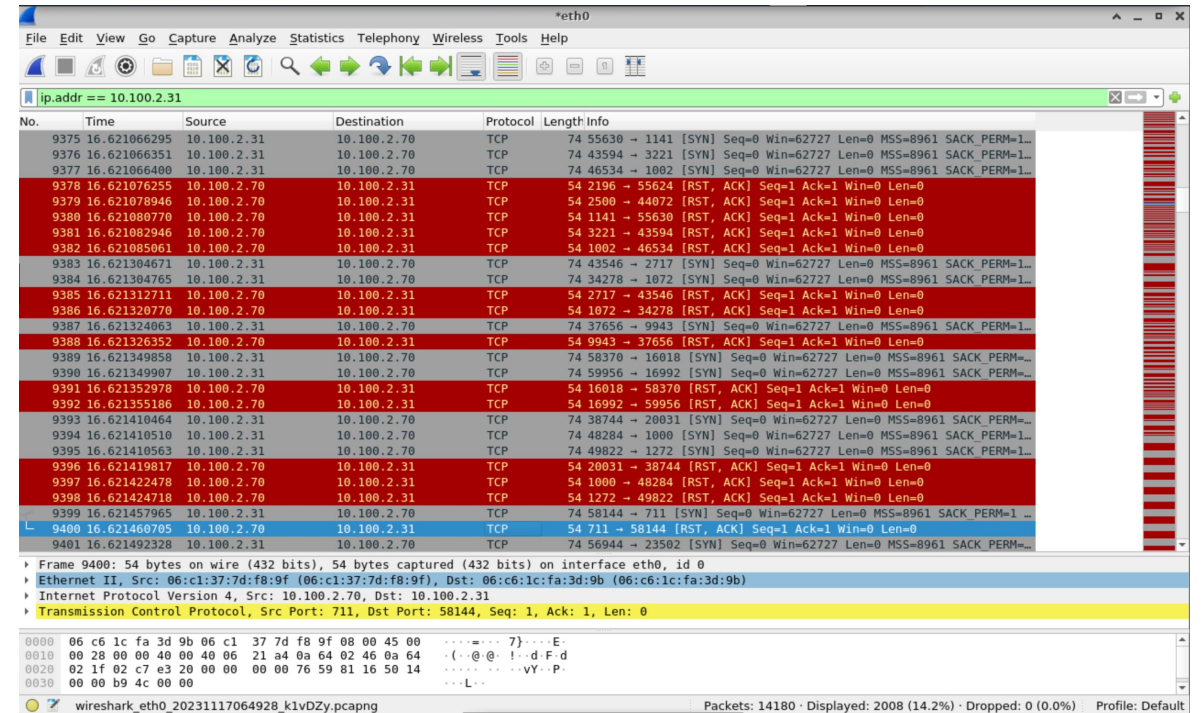 *eth0
File Edit View Go Capture Analyze Statistics Telephony Wireless Tools Help
ip.addr == 10.100.2.31
No. Time Source Destination Protocol Length Info
9375 16.621066295 10.100.2.31 10.100.2.70 TCP 74 55630 → 1141 [SYN] Seq=0 Win=62727 Len=0 MSS=8961 SACK_PERM=1…
9376 16.621066351 10.100.2.31 10.100.2.70 TCP 74 43594 → 3221 [SYN] Seq=0 Win=62727 Len=0 MSS=8961 SACK_PERM=1…
9377 16.621066400 10.100.2.31 10.100.2.70 TCP 74 46534 → 1002 [SYN] Seq=0 Win=62727 Len=0 MSS=8961 SACK_PERM=1…
9378 16.621076255 10.100.2.70 10.100.2.31 TCP 54 2196 → 55624 [RST, ACK] Seq=1 Ack=1 Win=0 Len=0
9379 16.621078946 10.100.2.70 10.100.2.31 TCP 54 2500 → 44072 [RST, ACK] Seq=1 Ack=1 Win=0 Len=0
9380 16.621080770 10.100.2.70 10.100.2.31 TCP 54 1141 → 55630 [RST, ACK] Seq=1 Ack=1 Win=0 Len=0
9381 16.621082946 10.100.2.70 10.100.2.31 TCP 54 3221 → 43594 [RST, ACK] Seq=1 Ack=1 Win=0 Len=0
9382 16.621085061 10.100.2.70 10.100.2.31 TCP 54 1002 → 46534 [RST, ACK] Seq=1 Ack=1 Win=0 Len=0
9383 16.621304671 10.100.2.31 10.100.2.70 TCP 74 43546 → 2717 [SYN] Seq=0 Win=62727 Len=0 MSS=8961 SACK_PERM=1…
9384 16.621304765 10.100.2.31 10.100.2.70 TCP 74 34278 → 1072 [SYN] Seq=0 Win=62727 Len=0 MSS=8961 SACK_PERM=1…
9385 16.621312711 10.100.2.70 10.100.2.31 TCP 54 2717 → 43546 [RST, ACK] Seq=1 Ack=1 Win=0 Len=0
9386 16.621320770 10.100.2.70 10.100.2.31 TCP 54 1072 → 34278 [RST, ACK] Seq=1 Ack=1 Win=0 Len=0
9387 16.621324063 10.100.2.31 10.100.2.70 TCP 74 37656 → 9943 [SYN] Seq=0 Win=62727 Len=0 MSS=8961 SACK_PERM=1…
9388 16.621326352 10.100.2.70 10.100.2.31 TCP 54 9943 → 37656 [RST, ACK] Seq=1 Ack=1 Win=0 Len=0
9389 16.621349858 10.100.2.31 10.100.2.70 TCP 74 58370 → 16018 [SYN] Seq=0 Win=62727 Len=0 MSS=8961 SACK_PERM=…
9390 16.621349907 10.100.2.31 10.100.2.70 TCP 74 59956 → 16992 [SYN] Seq=0 Win=62727 Len=0 MSS=8961 SACK_PERM=…
9391 16.621352978 10.100.2.70 10.100.2.31 TCP 54 16018 → 58370 [RST, ACK] Seq=1 Ack=1 Win=0 Len=0
9392 16.621355186 10.100.2.70 10.100.2.31 TCP 54 16992 → 59956 [RST, ACK] Seq=1 Ack=1 Win=0 Len=0
9393 16.621410464 10.100.2.31 10.100.2.70 TCP 74 38744 → 20031 [SYN] Seq=0 Win=62727 Len=0 MSS=8961 SACK_PERM=…
9394 16.621410510 10.100.2.31 10.100.2.70 TCP 74 48284 → 1000 [SYN] Seq=0 Win=62727 Len=0 MSS=8961 SACK_PERM=1…
9395 16.621410563 10.100.2.31 10.100.2.70 TCP 74 49822 → 1272 [SYN] Seq=0 Win=62727 Len=0 MSS=8961 SACK_PERM=1…
9396 16.621419817 10.100.2.70 10.100.2.31 TCP 54 20031 → 38744 [RST, ACK] Seq=1 Ack=1 Win=0 Len=0
9397 16.621422478 10.100.2.70 10.100.2.31 TCP 54 1000 → 48284 [RST, ACK] Seq=1 Ack=1 Win=0 Len=0
9398 16.621424718 10.100.2.70 10.100.2.31 TCP 54 1272 → 49822 [RST, ACK] Seq=1 Ack=1 Win=0 Len=0
9399 16.621457965 10.100.2.31 10.100.2.70 TCP 74 58144 → 711 [SYN] Seq=0 Win=62727 Len=0 MSS=8961 SACK_PERM=1 …
9400 16.621460705 10.100.2.70 10.100.2.31 TCP 54 711 → 58144 [RST, ACK] Seq=1 Ack=1 Win=0 Len=0
9401 16.621492328 10.100.2.31 10.100.2.70 TCP 74 56944 → 23502 [SYN] Seq=0 Win=62727 Len=0 MSS=8961 SACK_PERM=…
Frame 9400: 54 bytes on wire (432 bits), 54 bytes captured (432 bits) on interface eth0, id 0
Ethernet II, Src: 06:c1:37:7d:f8:9f (06:c1:37:7d:f8:9f), Dst: 06:c6:1c:fa:3d:9b (06:c6:1c:fa:3d:9b)
Internet Protocol Version 4, Src: 10.100.2.70, Dst: 10.100.2.31
Transmission Control Protocol, Src Port: 711, Dst Port: 58144, Seq: 1, Ack: 1, Len: 0
0000 06 c6 1c fa 3d 9b 06 c1 37 7d f8 9f 08 00 45 00 ····=··· 7}····E·
0010 00 28 00 00 40 00 40 06 21 a4 0a 64 02 46 0a 64 ·(··@·@· !··d·F·d
0020 02 1f 02 c7 e3 20 00 00 00 00 76 59 81 16 50 14 ····· ·· ··vY··P·
0030 00 00 b9 4c 00 00 ···L··
wireshark_eth0_20231117064928_k1vDZy.pcapng Packets: 14180 · Displayed: 2008 (14.2%) · Dropped: 0 (0.0%) Profile: Default